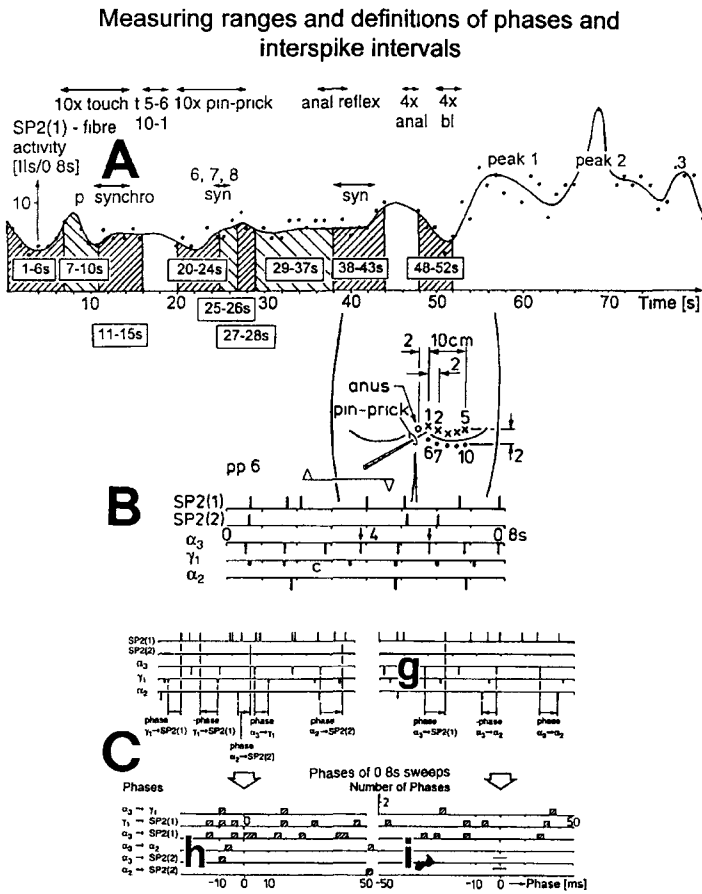 Measuring ranges and definitions of phases and
interspike intervals
10x touch t 5-6 10x pin-prick anal reflex 4x 4x
10-1 anal bl
SP2(1) - fibre
activity
[Ils/0 8s]
A
6, 7, 8
syn
p synchro
syn
peak 1 peak 2 3
10
1-6s 7-10s 20-24s 29-37s 38-43s 48-52s
10 20 30 40 50 60 70 Time [s]
25-26s
11-15s 27-28s
2 10cm
2
anus
pin-prick
1 2 5
6 7 10
2
pp 6
B
SP2(1)
SP2(2)
0 4 0 8s
α3
γ1
c
α2
SP2(1)
SP2(2)
α3
γ1
α2
g
phase γ1→SP2(1) -phase γ1→SP2(1) phase α3→γ1 phase α2→SP2(2) phase α3→SP2(1) -phase α3→α2 phase α3→α2
phase
α2→SP2(2)
C
Phases of 0 8s sweeps
Phases Number of Phases
2
α3 → γ1
γ1 → SP2(1) 0 50
α3 → SP2(1)
α3 → α2
α3 → SP2(2)
α2 → SP2(2)
h i
-10 0 10 50 -50 -10 0 →Phase [ms]